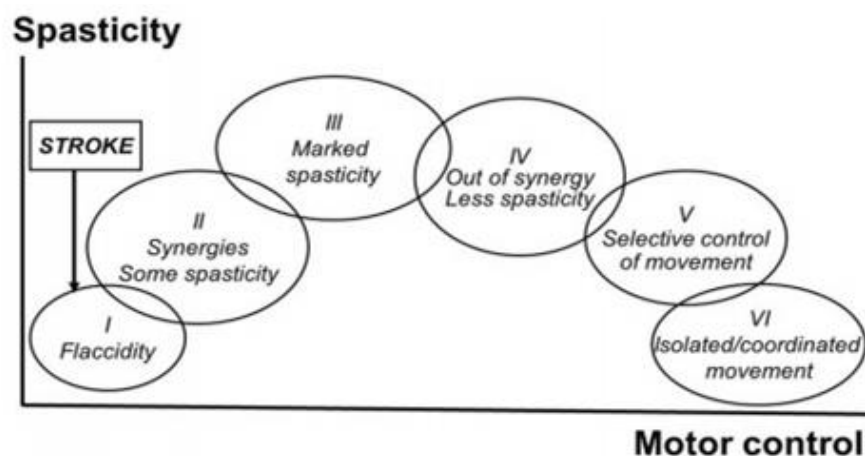 Spasticity
STROKE
I
Flaccidity
II
Synergies
Some spasticity
III
Marked
spasticity
IV
Out of synergy
Less spasticity
V
Selective control
of movement
VI
Isolated/coordinated
movement
Motor control